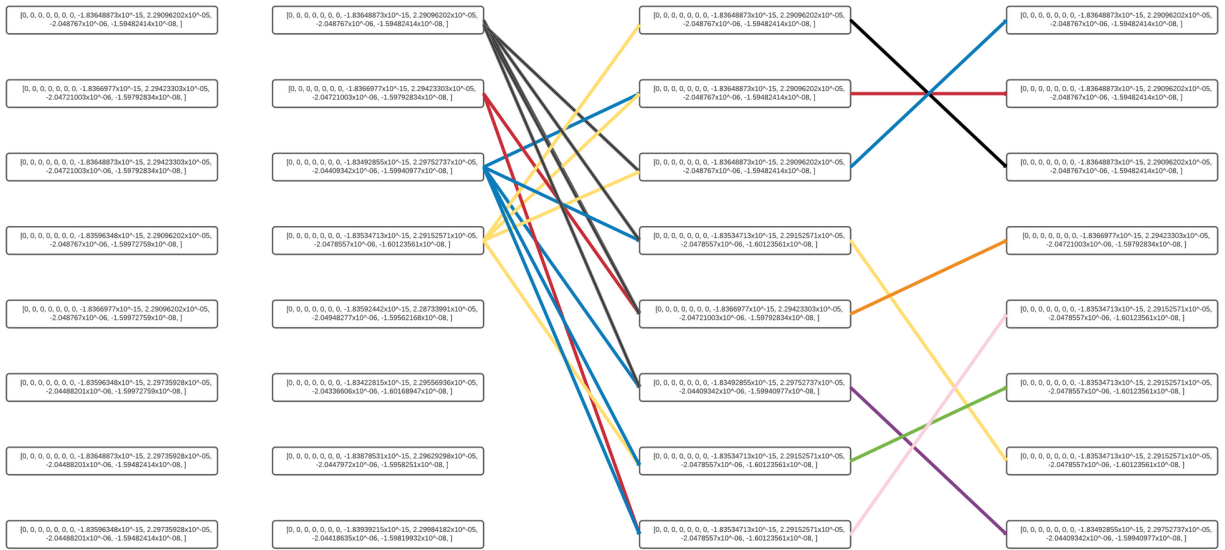 [0, 0, 0, 0, 0, 0, -1.83648873x10^-15, 2.29096202x10^-05,
-2.048767x10^-06, -1.59482414x10^-08, ]
[0, 0, 0, 0, 0, 0, -1.8366977x10^-15, 2.29423303x10^-05,
-2.04721003x10^-06, -1.59792834x10^-08, ]
[0, 0, 0, 0, 0, 0, -1.83648873x10^-15, 2.29423303x10^-05,
-2.04721003x10^-06, -1.59792834x10^-08, ]
[0, 0, 0, 0, 0, 0, -1.83596348x10^-15, 2.29096202x10^-05,
-2.048767x10^-06, -1.59972759x10^-08, ]
[0, 0, 0, 0, 0, 0, -1.8366977x10^-15, 2.29096202x10^-05,
-2.048767x10^-06, -1.59972759x10^-08, ]
[0, 0, 0, 0, 0, 0, -1.83596348x10^-15, 2.29735928x10^-05,
-2.04488201x10^-06, -1.59972759x10^-08, ]
[0, 0, 0, 0, 0, 0, -1.83648873x10^-15, 2.29735928x10^-05,
-2.04488201x10^-06, -1.59482414x10^-08, ]
[0, 0, 0, 0, 0, 0, -1.83596348x10^-15, 2.29735928x10^-05,
-2.04488201x10^-06, -1.59482414x10^-08, ]
[0, 0, 0, 0, 0, 0, -1.83648873x10^-15, 2.29096202x10^-05,
-2.048767x10^-06, -1.59482414x10^-08, ]
[0, 0, 0, 0, 0, 0, -1.8366977x10^-15, 2.29423303x10^-05,
-2.04721003x10^-06, -1.59792834x10^-08, ]
[0, 0, 0, 0, 0, 0, -1.83492855x10^-15, 2.29752737x10^-05,
-2.04409342x10^-06, -1.59940977x10^-08, ]
[0, 0, 0, 0, 0, 0, -1.83534713x10^-15, 2.29152571x10^-05,
-2.0478557x10^-06, -1.60123561x10^-08, ]
[0, 0, 0, 0, 0, 0, -1.83592442x10^-15, 2.28733991x10^-05,
-2.04948277x10^-06, -1.59562168x10^-08, ]
[0, 0, 0, 0, 0, 0, -1.83422815x10^-15, 2.29556936x10^-05,
-2.04336606x10^-06, -1.60168947x10^-08, ]
[0, 0, 0, 0, 0, 0, -1.83878531x10^-15, 2.29629298x10^-05,
-2.0447972x10^-06, -1.5958251x10^-08, ]
[0, 0, 0, 0, 0, 0, -1.83939215x10^-15, 2.29984182x10^-05,
-2.04418635x10^-06, -1.59819932x10^-08, ]
[0, 0, 0, 0, 0, 0, -1.83648873x10^-15, 2.29096202x10^-05,
-2.048767x10^-06, -1.59482414x10^-08, ]
[0, 0, 0, 0, 0, 0, -1.83648873x10^-15, 2.29096202x10^-05,
-2.048767x10^-06, -1.59482414x10^-08, ]
[0, 0, 0, 0, 0, 0, -1.83648873x10^-15, 2.29096202x10^-05,
-2.048767x10^-06, -1.59482414x10^-08, ]
[0, 0, 0, 0, 0, 0, -1.83534713x10^-15, 2.29152571x10^-05,
-2.0478557x10^-06, -1.60123561x10^-08, ]
[0, 0, 0, 0, 0, 0, -1.8366977x10^-15, 2.29423303x10^-05,
-2.04721003x10^-06, -1.59792834x10^-08, ]
[0, 0, 0, 0, 0, 0, -1.83492855x10^-15, 2.29752737x10^-05,
-2.04409342x10^-06, -1.59940977x10^-08, ]
[0, 0, 0, 0, 0, 0, -1.83534713x10^-15, 2.29152571x10^-05,
-2.0478557x10^-06, -1.60123561x10^-08, ]
[0, 0, 0, 0, 0, 0, -1.83534713x10^-15, 2.29152571x10^-05,
-2.0478557x10^-06, -1.60123561x10^-08, ]
[0, 0, 0, 0, 0, 0, -1.83648873x10^-15, 2.29096202x10^-05,
-2.048767x10^-06, -1.59482414x10^-08, ]
[0, 0, 0, 0, 0, 0, -1.83648873x10^-15, 2.29096202x10^-05,
-2.048767x10^-06, -1.59482414x10^-08, ]
[0, 0, 0, 0, 0, 0, -1.83648873x10^-15, 2.29096202x10^-05,
-2.048767x10^-06, -1.59482414x10^-08, ]
[0, 0, 0, 0, 0, 0, -1.8366977x10^-15, 2.29423303x10^-05,
-2.04721003x10^-06, -1.59792834x10^-08, ]
[0, 0, 0, 0, 0, 0, -1.83534713x10^-15, 2.29152571x10^-05,
-2.0478557x10^-06, -1.60123561x10^-08, ]
[0, 0, 0, 0, 0, 0, -1.83534713x10^-15, 2.29152571x10^-05,
-2.0478557x10^-06, -1.60123561x10^-08, ]
[0, 0, 0, 0, 0, 0, -1.83534713x10^-15, 2.29152571x10^-05,
-2.0478557x10^-06, -1.60123561x10^-08, ]
[0, 0, 0, 0, 0, 0, -1.83492855x10^-15, 2.29752737x10^-05,
-2.04409342x10^-06, -1.59940977x10^-08, ]